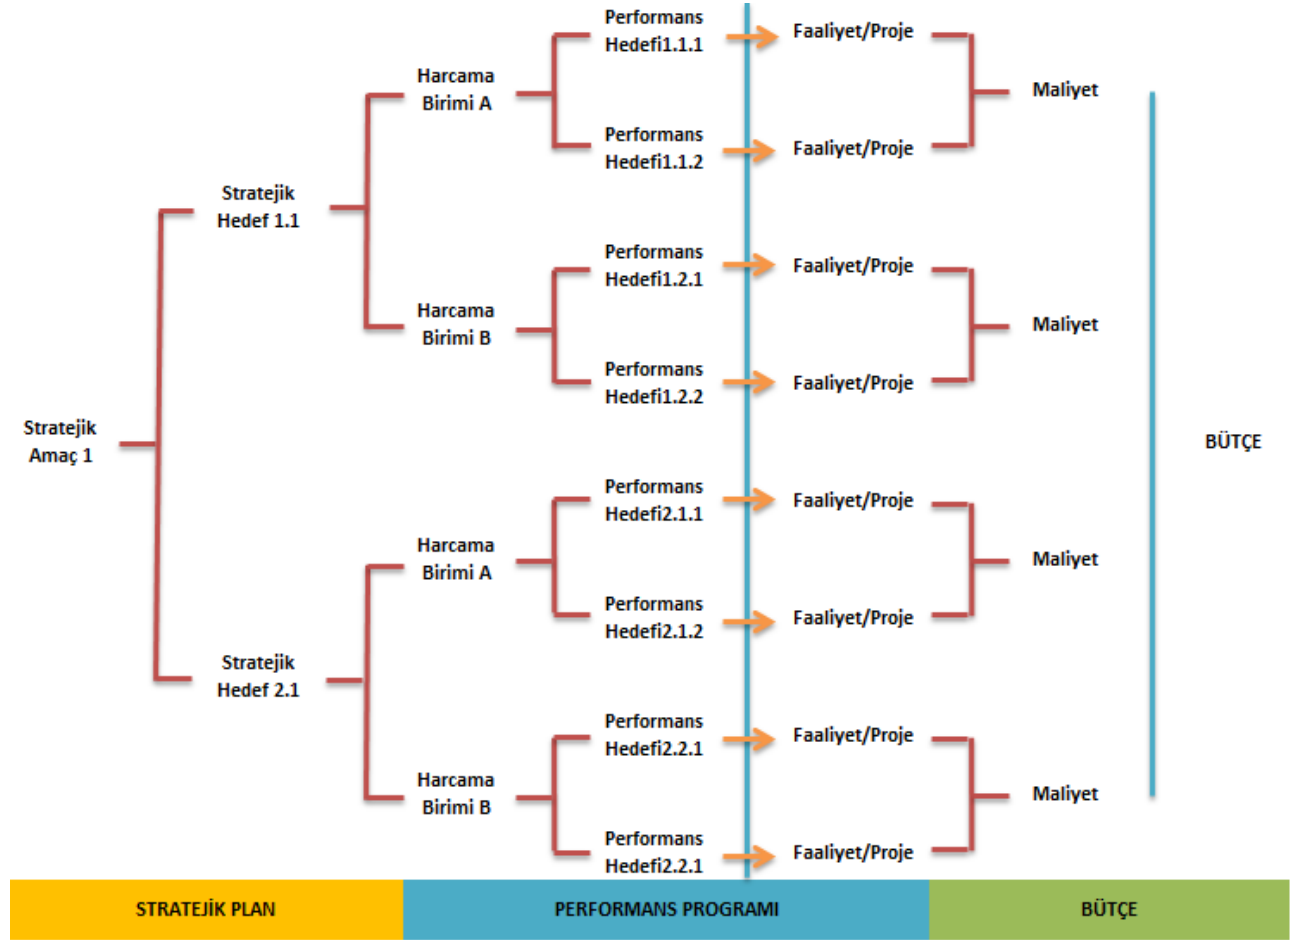 Performans
Hedefi1.1.1
Faaliyet/Proje
Harcama
Birimi A
Maliyet
Performans
Hedefi1.1.2
Faaliyet/Proje
Stratejik
Hedef 1.1
Performans
Hedefi1.2.1
Faaliyet/Proje
Harcama
Birimi B
Maliyet
Performans
Hedefi1.2.2
Faaliyet/Proje
Stratejik
Amaç 1
BÜTÇE
Performans
Hedefi2.1.1
Faaliyet/Proje
Harcama
Birimi A
Maliyet
Performans
Hedefi2.1.2
Faaliyet/Proje
Stratejik
Hedef 2.1
Performans
Hedefi2.2.1
Faaliyet/Proje
Harcama
Birimi B
Maliyet
Performans
Hedefi2.2.1
Faaliyet/Proje
STRATEJİK PLAN
PERFORMANS PROGRAMI
BÜTÇE